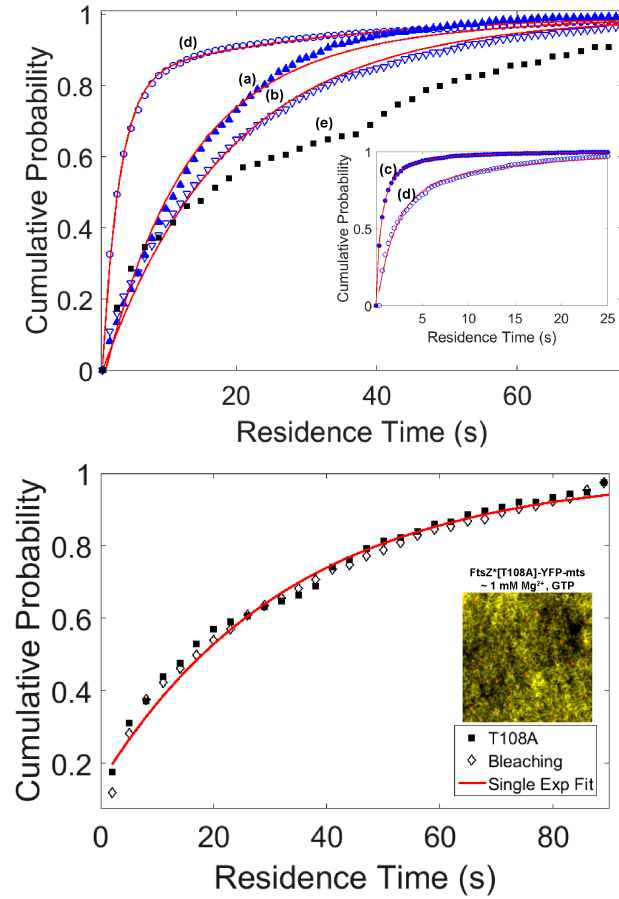 1
0.8
0.6
0.4
0.2
0
Cumulative Probability
(d)
(a)
(b)
(e)
20
40
60
Residence Time (s)
1
0.5
0
Cumulative Probability
(c)
(d)
5
10
15
20
25
Residence Time (s)
1
0.8
0.6
0.4
0.2
Cumulative Probability
FtsZ*[T108A]-YFP-mts
~ 1 mM Mg²⁺, GTP
T108A
Bleaching
Single Exp Fit
0
20
40
60
80
Residence Time (s)